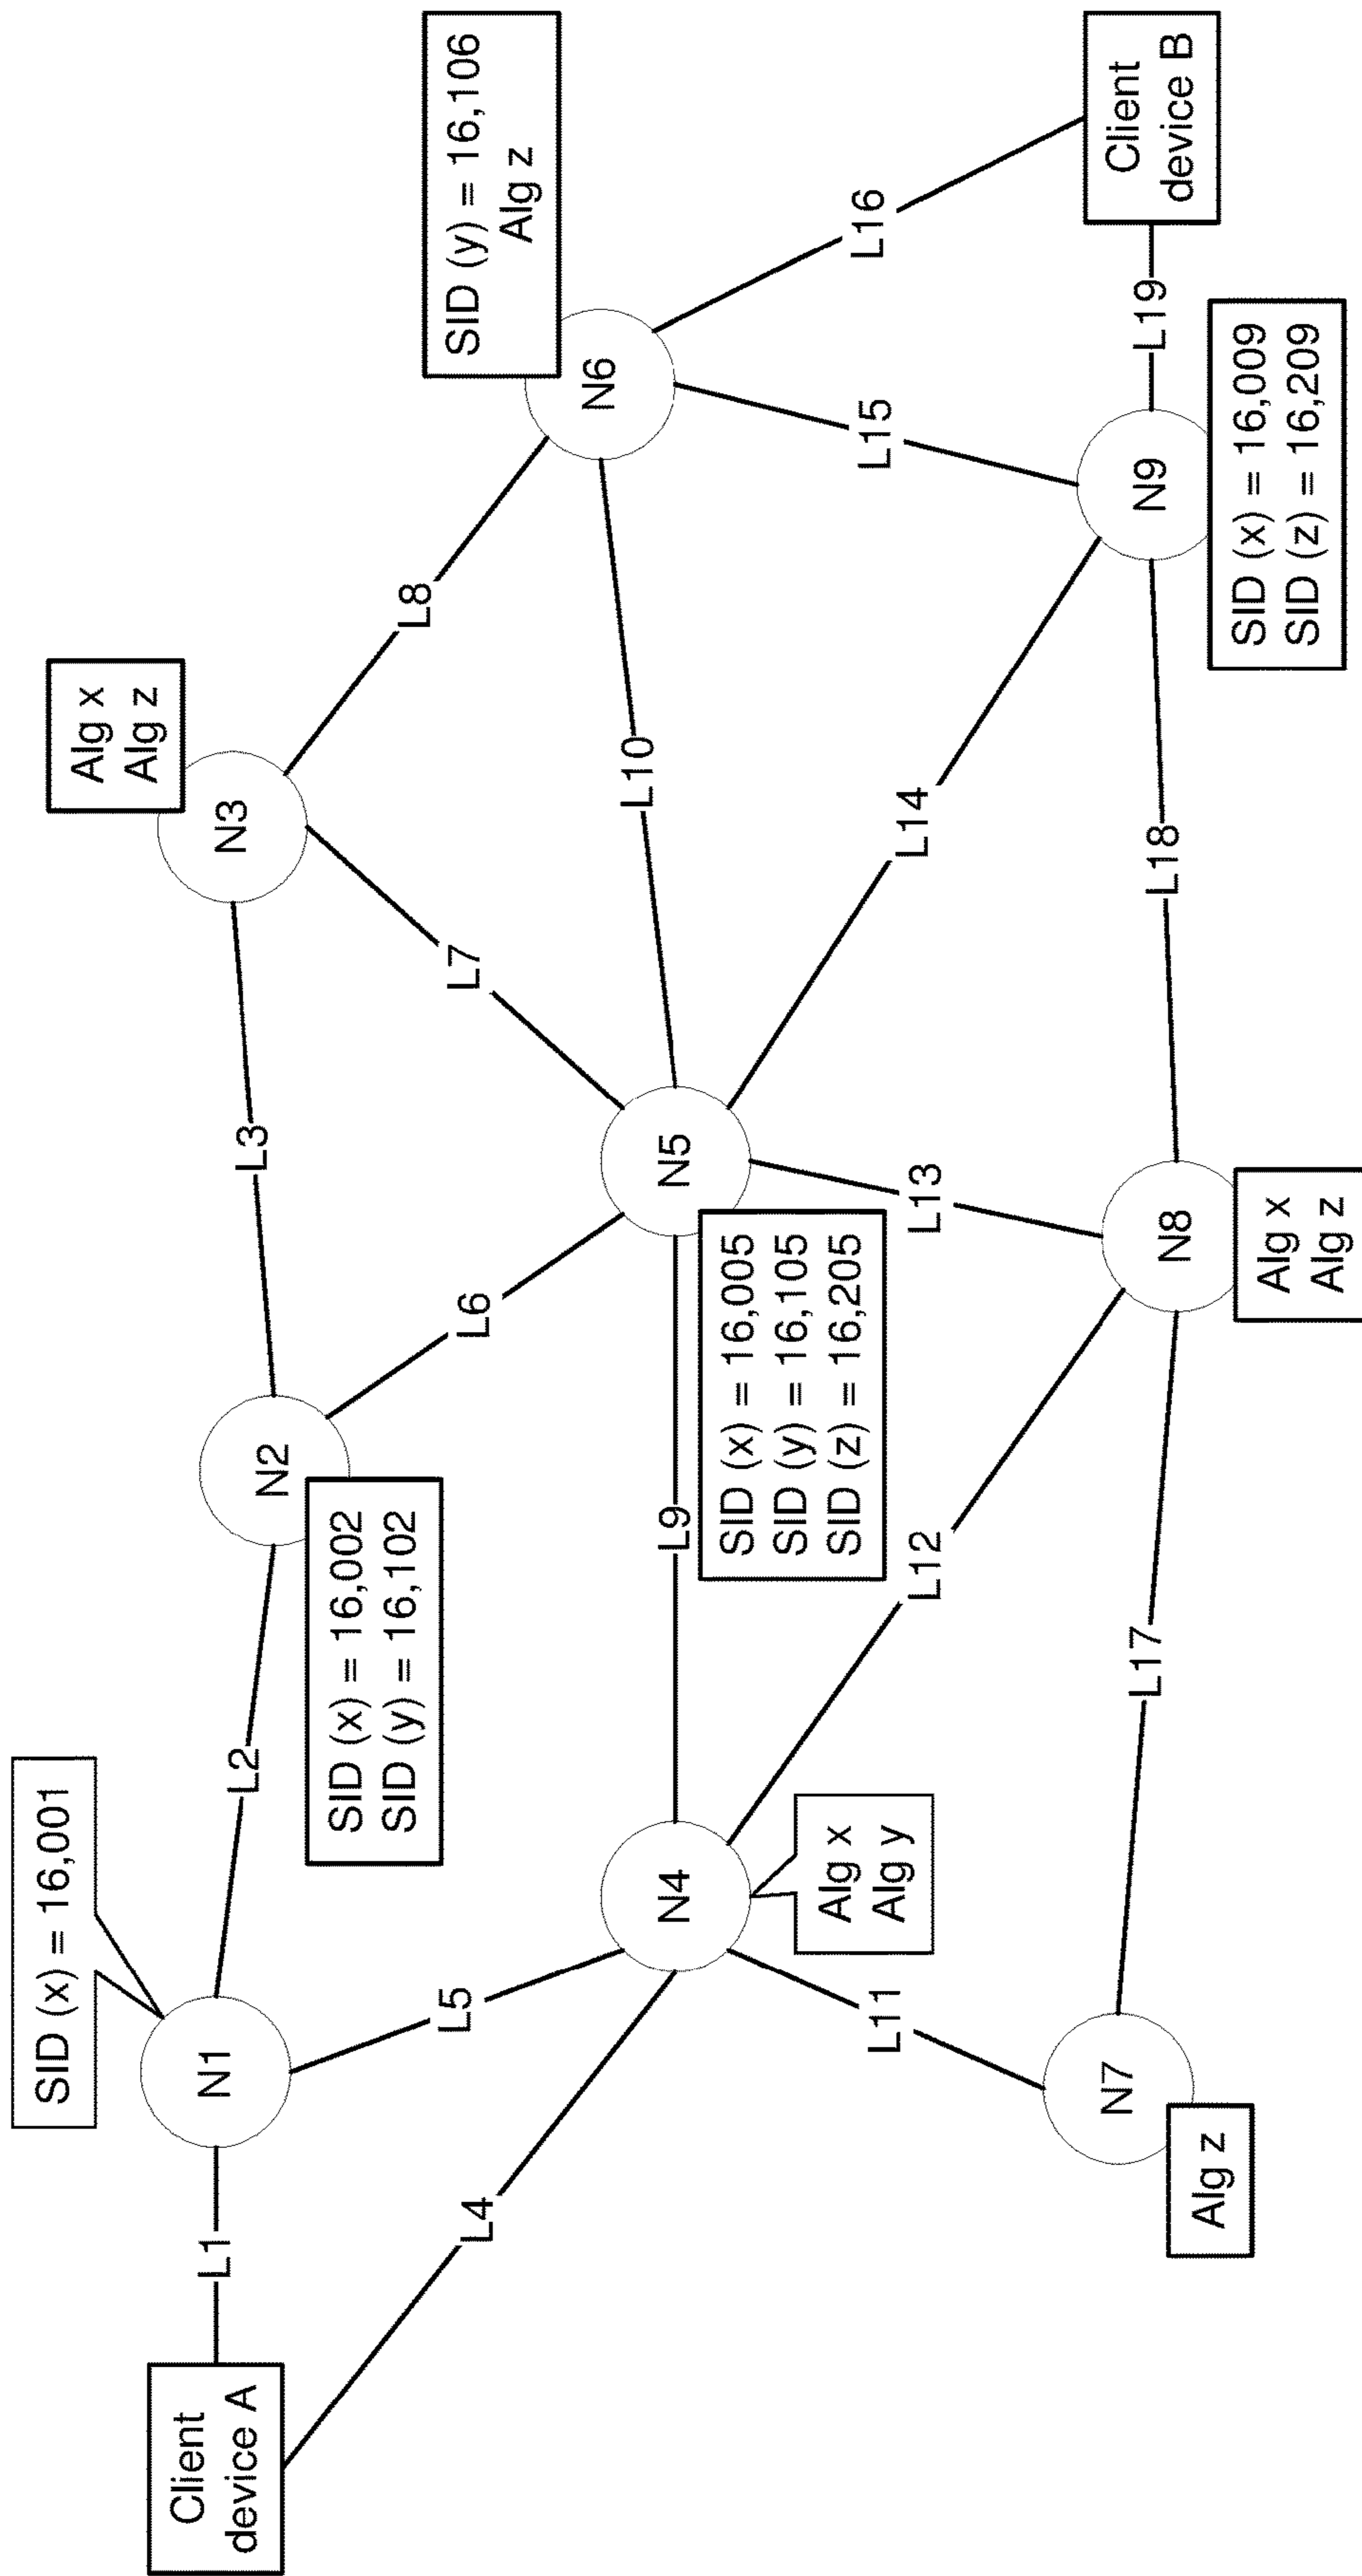 SID (x) = 16,001
Alg x
Alg z
SID (y) = 16,106
Alg z
Client
device A
L1
N1
L2
N2
L3
N3
L8
N6
SID (x) = 16,002
SID (y) = 16,102
L4
L5
L6
L7
L10
L16
N4
L9
N5
Alg x
Alg y
SID (x) = 16,005
SID (y) = 16,105
SID (z) = 16,205
L11
L12
L13
L14
L15
N7
L17
N8
L18
N9
L19
Client
device B
Alg z
Alg x
Alg z
SID (x) = 16,009
SID (z) = 16,209